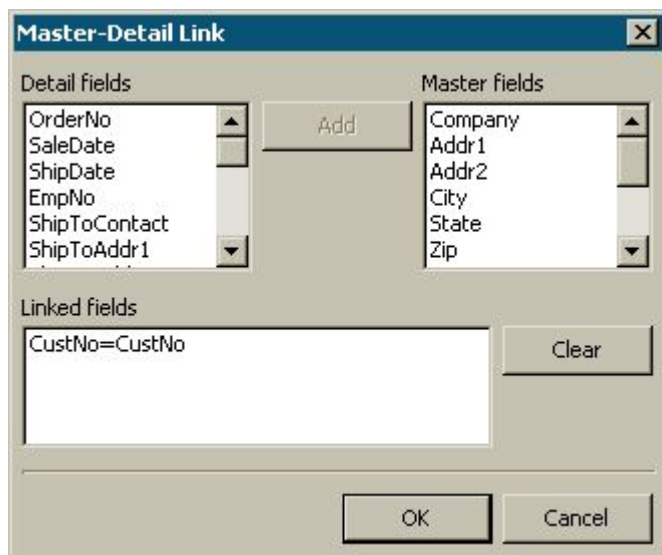 Master-Detail Link
Detail fields
Master fields
OrderNo
SaleDate
ShipDate
EmpNo
ShipToContact
ShipToAddr1
Add
Company
Addr1
Addr2
City
State
Zip
Linked fields
CustNo=CustNo
Clear
OK
Cancel